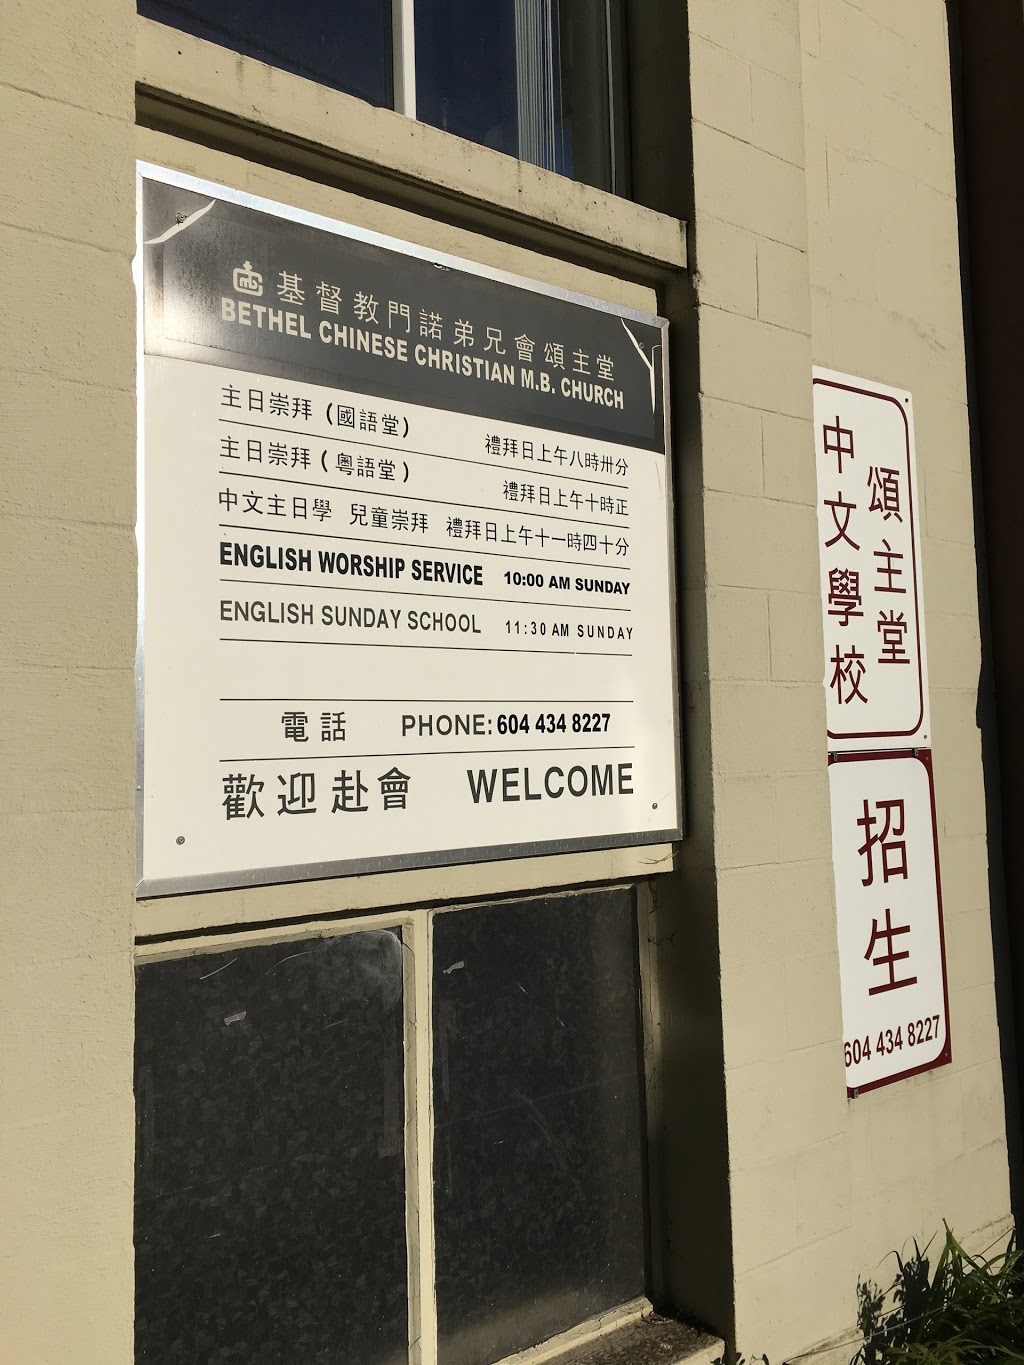 基督教門諾弟兄會頌主堂
BETHEL CHINESE CHRISTIAN M.B. CHURCH
主日崇拜 (國語堂) 禮拜日上午八時卅分
主日崇拜 (粵語堂) 禮拜日上午十時正
中文主日學 兒童崇拜 禮拜日上午十一時四十分
ENGLISH WORSHIP SERVICE 10:00 AM SUNDAY
ENGLISH SUNDAY SCHOOL 11:30 AM SUNDAY
電話 PHONE: 604 434 8227
歡迎赴會 WELCOME
頌主堂
中文學校
招生
604 434 8227